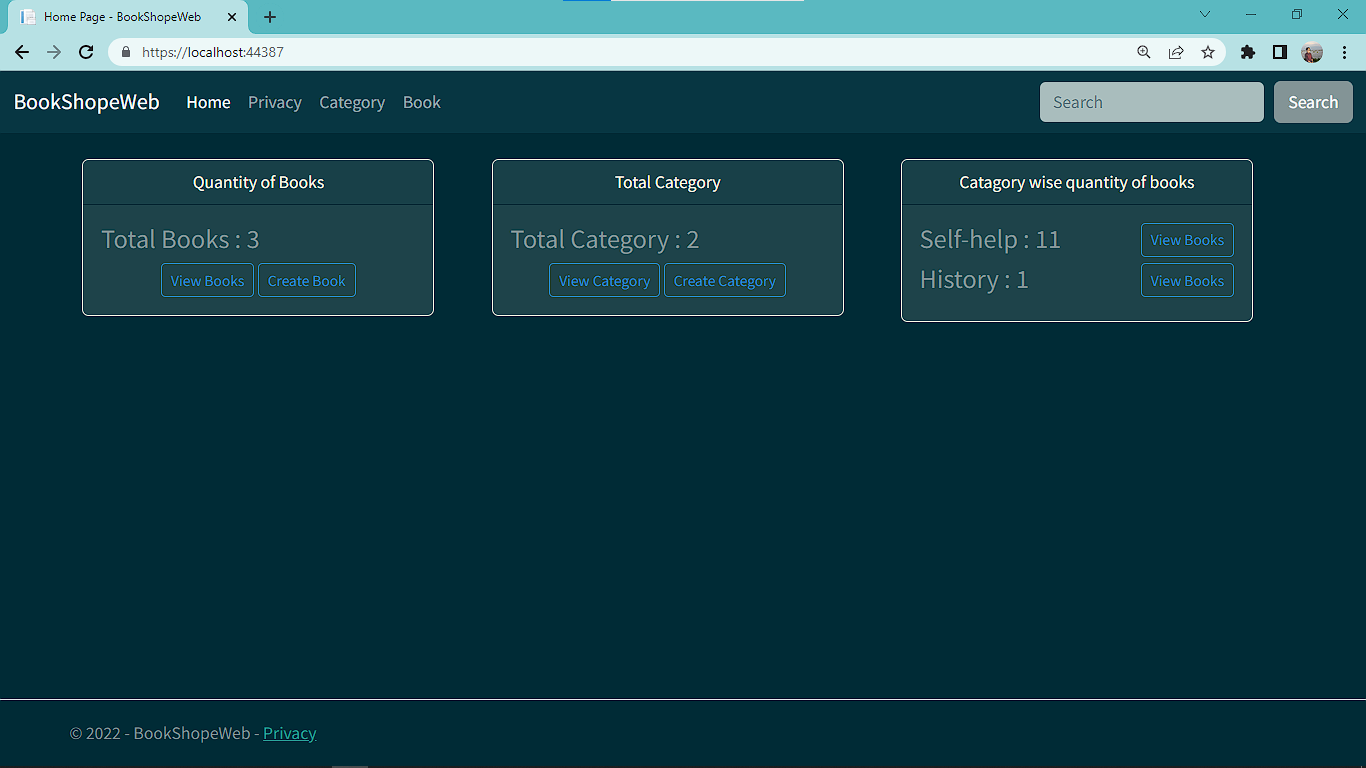 Home Page - BookShopeWeb
https://localhost:44387
BookShopeWeb Home Privacy Category Book Search Search
Quantity of Books
Total Books : 3
View Books Create Book
Total Category
Total Category : 2
View Category Create Category
Catagory wise quantity of books
Self-help : 11 View Books
History : 1 View Books
© 2022 - BookShopeWeb - Privacy